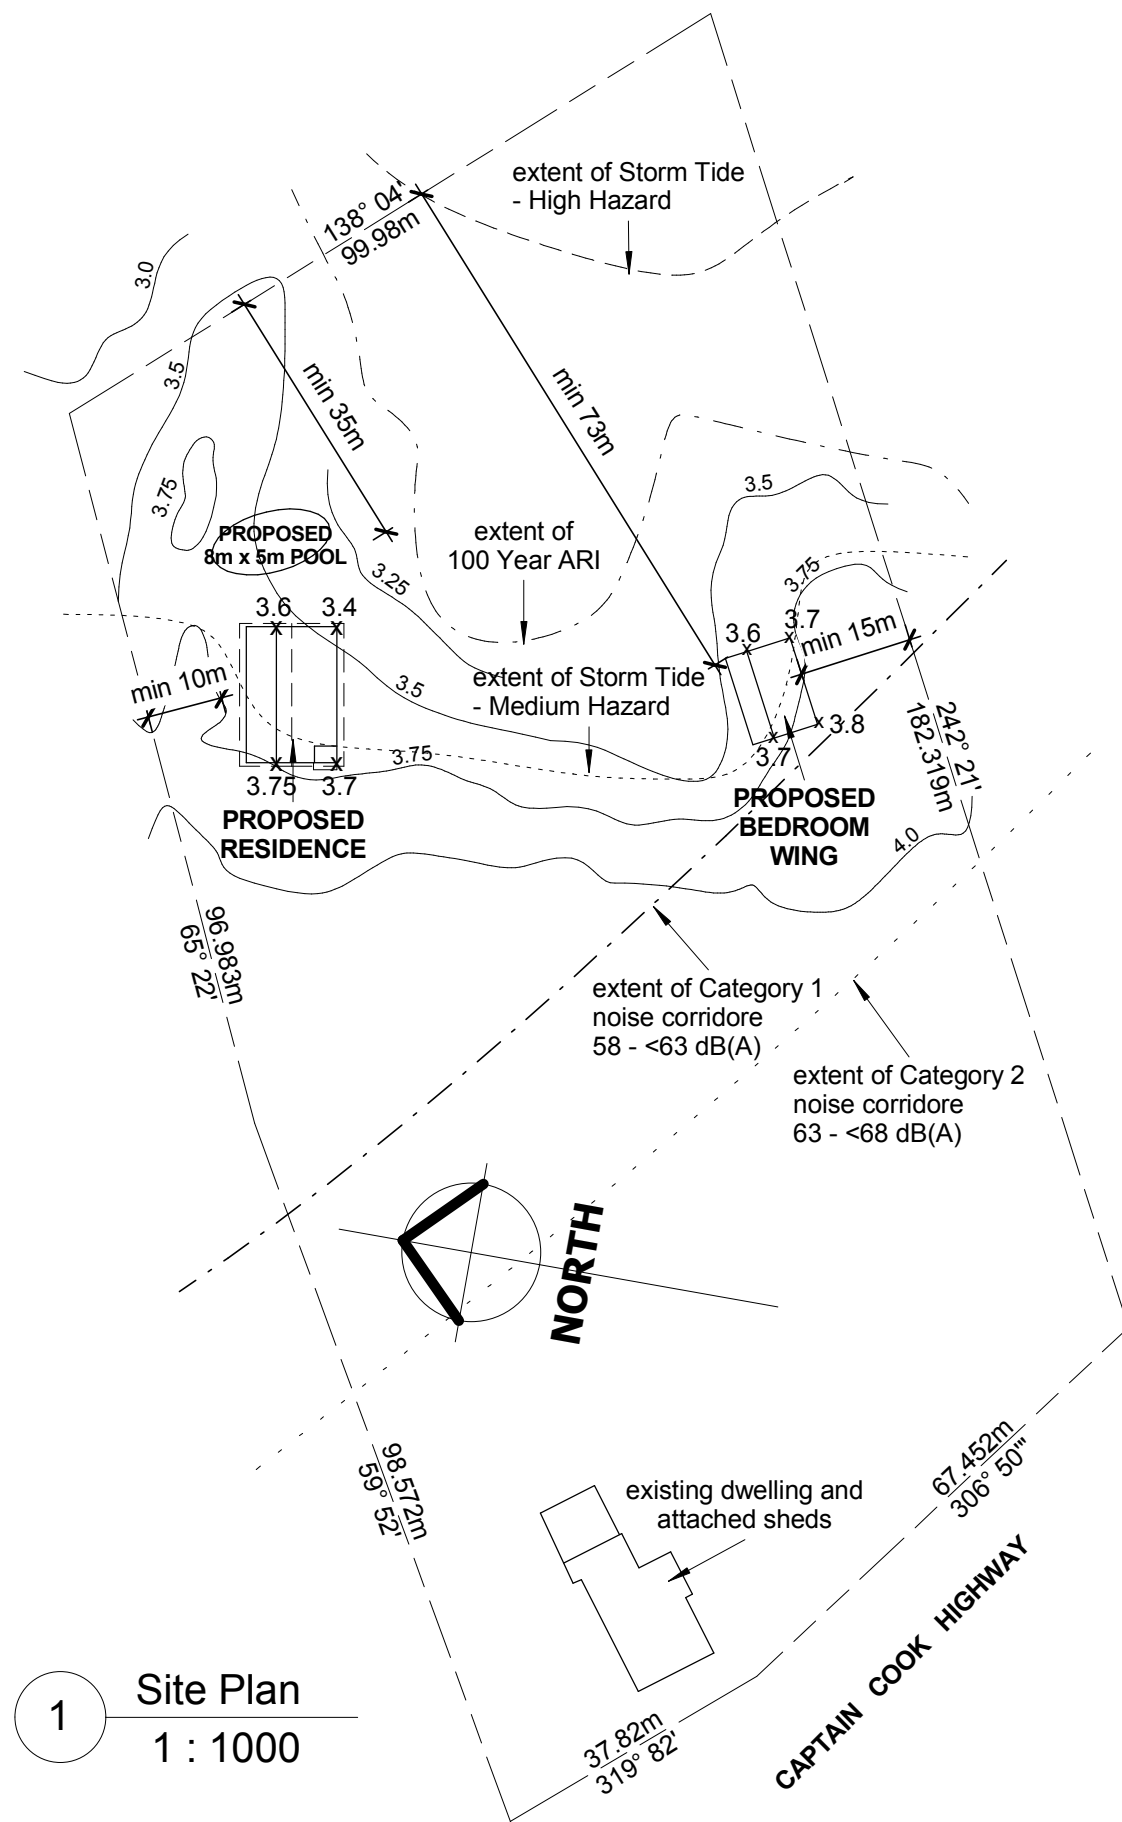 extent of Storm Tide
- High Hazard
138° 04'
99.98m
3.0
3.5
min 35m
min 73m
3.75
3.5
PROPOSED
8m x 5m POOL
extent of
100 Year ARI
3.25
3.75
3.6
3.4
3.6
3.7
min 15m
min 10m
3.5
extent of Storm Tide
- Medium Hazard
3.75
3.8
3.7
242° 21'
182.319m
3.75
3.7
PROPOSED
RESIDENCE
PROPOSED
BEDROOM
WING
4.0
96.983m
65° 22'
extent of Category 1
noise corridore
58 - <63 dB(A)
extent of Category 2
noise corridore
63 - <68 dB(A)
NORTH
98.572m
59° 52'
67.452m
306° 50'''
existing dwelling and
attached sheds
CAPTAIN COOK HIGHWAY
37.82m
319° 82'
1
Site Plan
1 : 1000